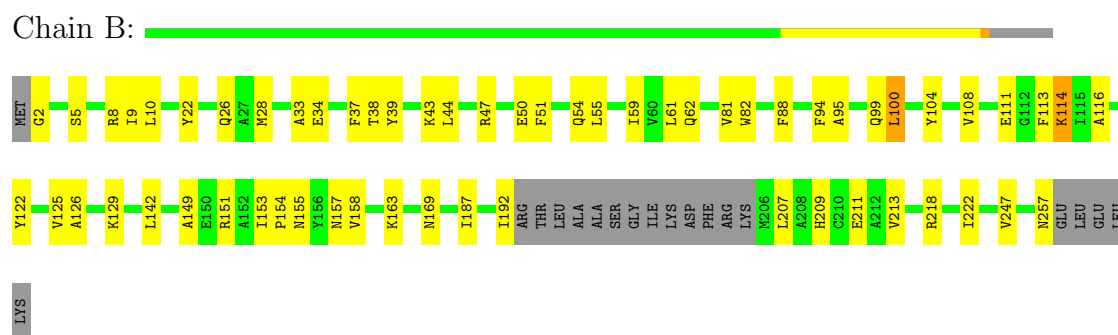 Chain B:
MET G2 S5 R8 I9 L10 Y22 Q26 A27 M28 A33 E34 F37 T38 Y39 K43 L44 R47 E50 F51 Q54 L55 I59 V60 L61 Q62 V81 W82 F88 F94 A95 Q99 L100 Y104 V108 E111 G112 F113 K114 I115 A116
Y122 V125 A126 K129 L142 A149 E150 R151 A152 I153 P154 N155 Y156 N157 V158 K163 N169 I187 I192 ARG THR LEU ALA ALA SER GLY ILE LYS ASP PHE ARG LYS M206 L207 A208 H209 C210 E211 A212 V213 R218 I222 V247 N257 GLU LEU GLU LEU
LYS